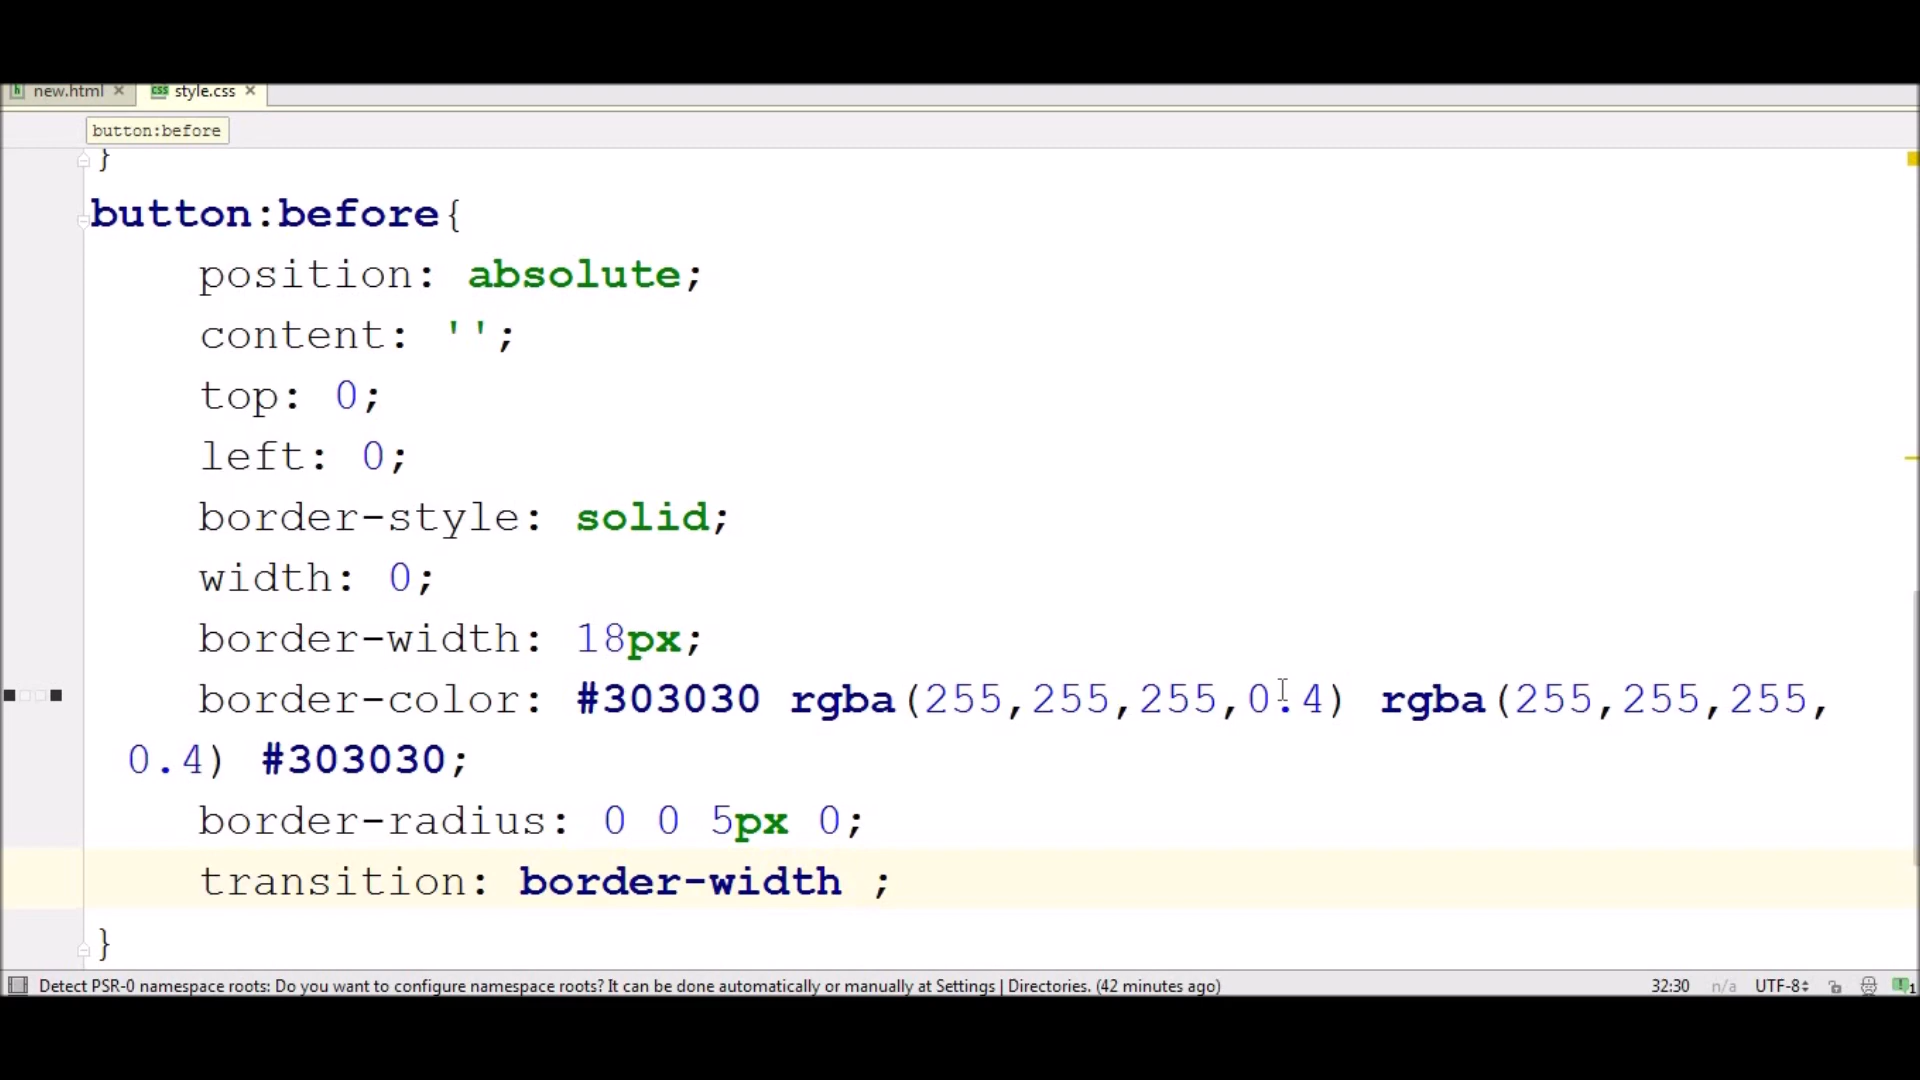 new.html
style.css
button:before
}
button:before{
position: absolute;
content: '';
top: 0;
left: 0;
border-style: solid;
width: 0;
border-width: 18px;
border-color: #303030 rgba(255,255,255,0.4) rgba(255,255,255,
0.4) #303030;
border-radius: 0 0 5px 0;
transition: border-width ;
}
Detect PSR-0 namespace roots: Do you want to configure namespace roots? It can be done automatically or manually at Settings | Directories. (42 minutes ago)
32:30 n/a UTF-8 1